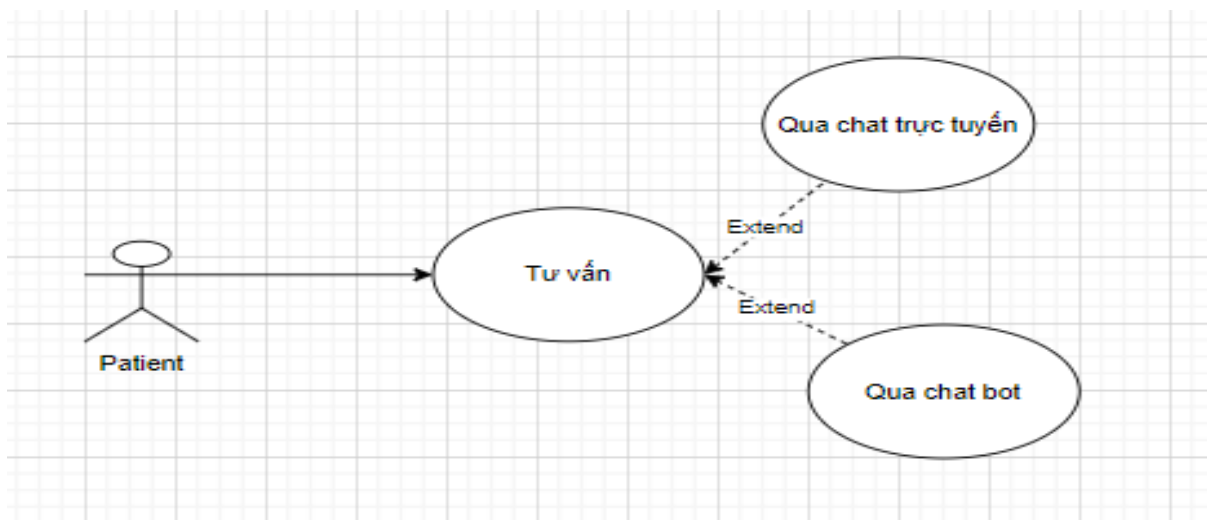 Qua chat trực tuyến
Extend
Tư vấn
Extend
Patient
Qua chat bot